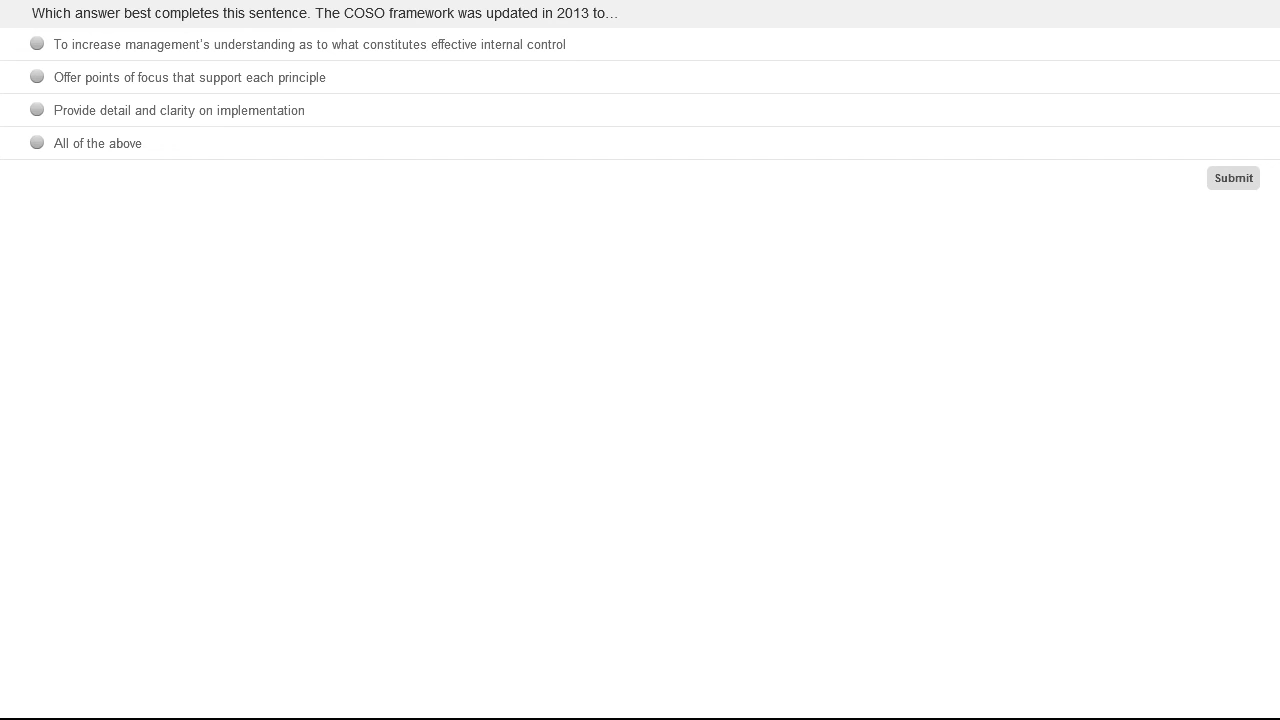 Which answer best completes this sentence. The COSO framework was updated in 2013 to…
To increase management's understanding as to what constitutes effective internal control
Offer points of focus that support each principle
Provide detail and clarity on implementation
All of the above
Submit